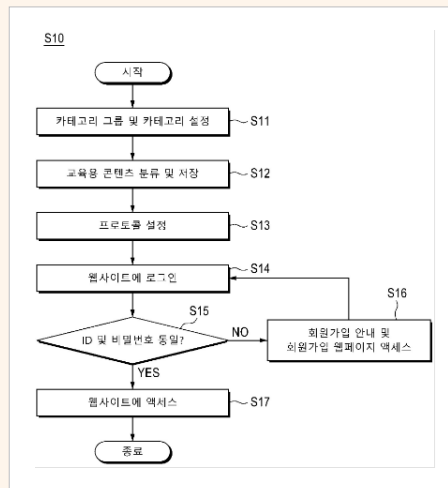 S10
시작
카테고리 그룹 및 카테고리 설정
S11
교육용 콘텐츠 분류 및 저장
S12
프로토콜 설정
S13
웹사이트에 로그인
S14
S15
S16
ID 및 비밀번호 동일?
NO
회원가입 안내 및
회원가입 웹페이지 액세스
YES
웹사이트에 액세스
S17
종료